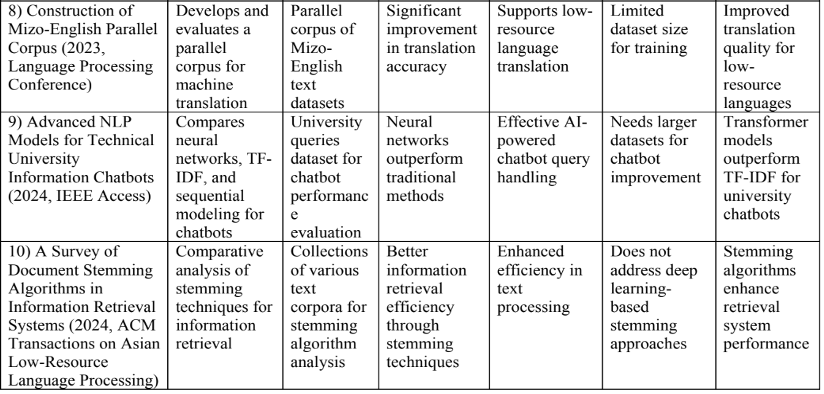 8) Construction of
Mizo-English Parallel
Corpus (2023,
Language Processing
Conference)
Develops and
evaluates a
parallel
corpus for
machine
translation
Parallel
corpus of
Mizo-
English
text
datasets
Significant
improvement
in translation
accuracy
Supports low-
resource
language
translation
Limited
dataset size
for training
Improved
translation
quality for
low-
resource
languages
9) Advanced NLP
Models for Technical
University
Information Chatbots
(2024, IEEE Access)
Compares
neural
networks, TF-
IDF, and
sequential
modeling for
chatbots
University
queries
dataset for
chatbot
performanc
e
evaluation
Neural
networks
outperform
traditional
methods
Effective AI-
powered
chatbot query
handling
Needs larger
datasets for
chatbot
improvement
Transformer
models
outperform
TF-IDF for
university
chatbots
10) A Survey of
Document Stemming
Algorithms in
Information Retrieval
Systems (2024, ACM
Transactions on Asian
Low-Resource
Language Processing)
Comparative
analysis of
stemming
techniques for
information
retrieval
Collections
of various
text
corpora for
stemming
algorithm
analysis
Better
information
retrieval
efficiency
through
stemming
techniques
Enhanced
efficiency in
text
processing
Does not
address deep
learning-
based
stemming
approaches
Stemming
algorithms
enhance
retrieval
system
performance